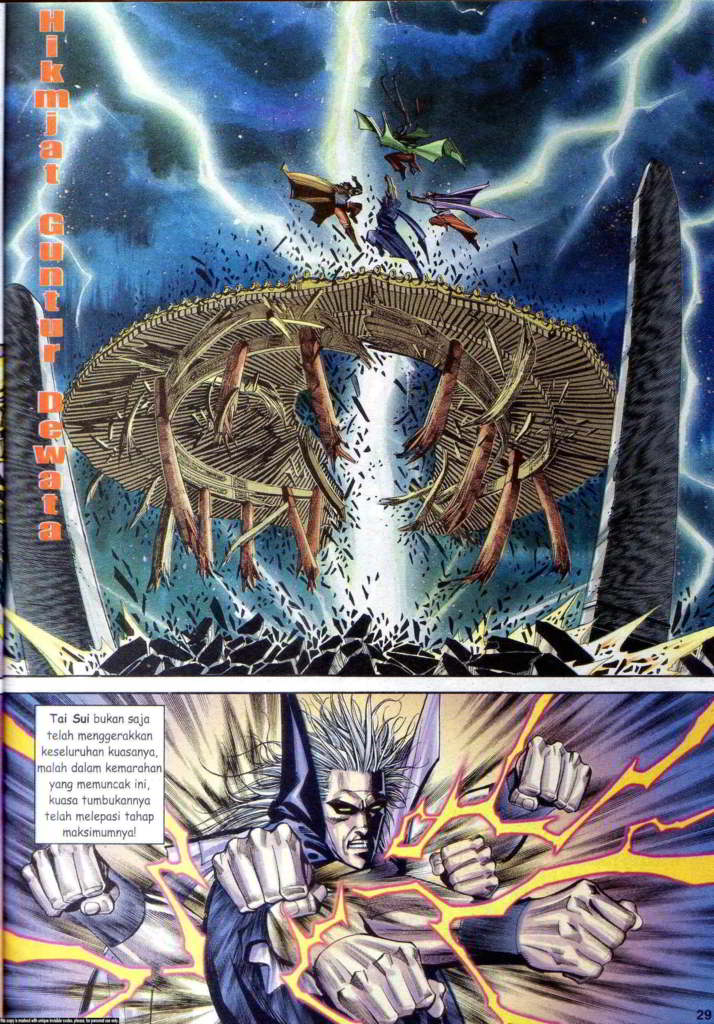 Hikmjat Guntur Dewata
Tai Sui bukan saja
telah menggerakkan
keseluruhan kuasanya,
malah dalam kemarahan
yang memuncak ini,
kuasa tumbukannya
telah melepasi tahap
maksimumnya!
29